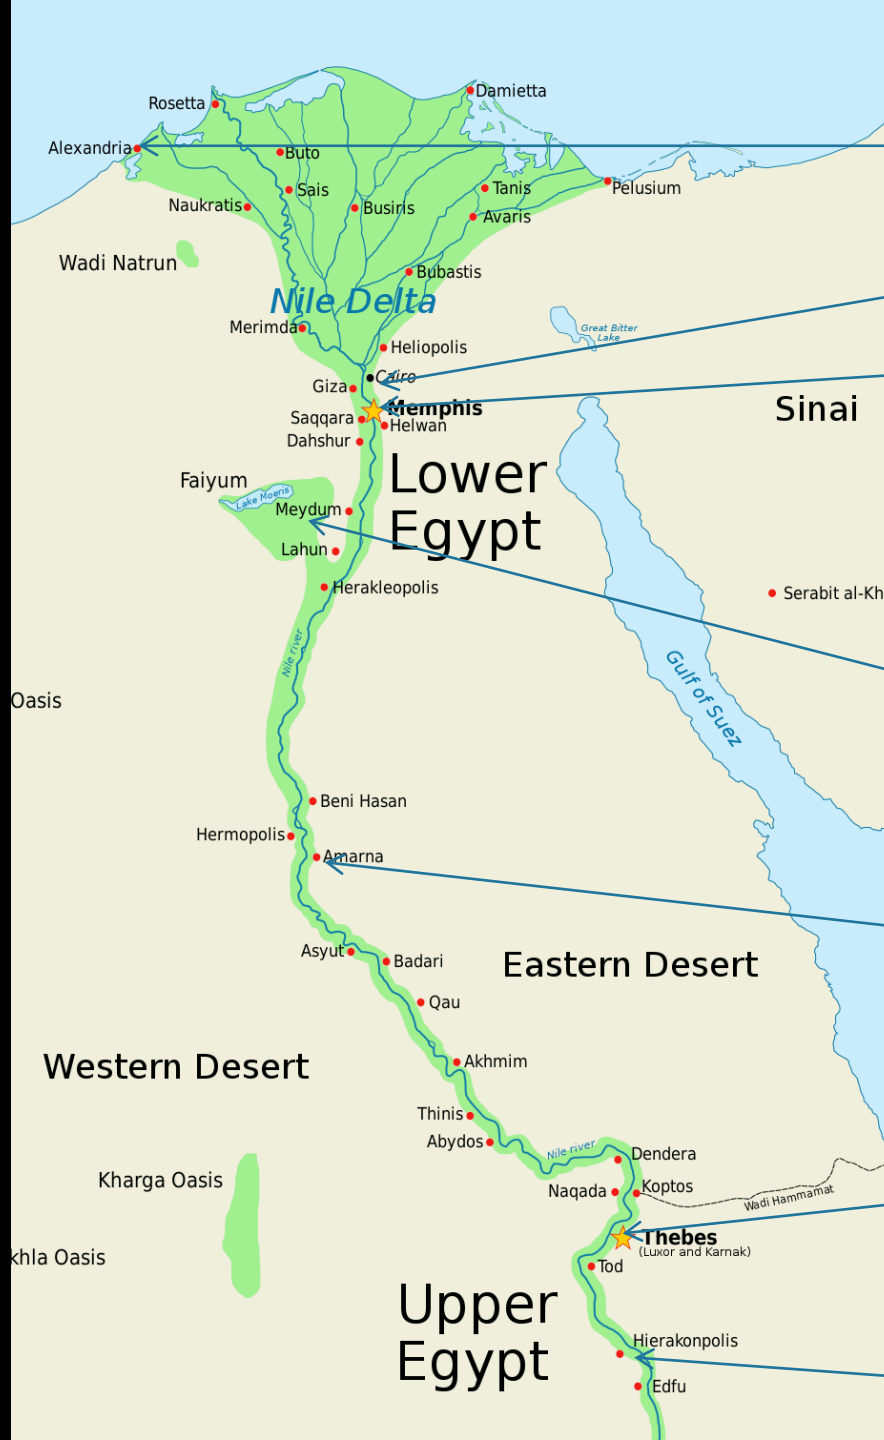 Damietta
Rosetta
Alexandria
Buto
Sais
Tanis
Pelusium
Naukratis
Busiris
Avaris
Wadi Natrun
Bubastis
Nile Delta
Merimda
Great Bitter
Lake
Heliopolis
Cairo
Giza
Memphis
Sinai
Saqqara
Helwan
Dahshur
Lower
Egypt
Faiyum
Lake Moeris
Meydum
Lahun
Herakleopolis
Serabit al-Kh
Nile river
Gulf of Suez
Oasis
Beni Hasan
Hermopolis
Amarna
Asyut
Badari
Eastern Desert
Qau
Western Desert
Akhmim
Thinis
Abydos
Nile river
Dendera
Kharga Oasis
Naqada
Koptos
Wadi Hammamat
Thebes
(Luxor and Karnak)
khla Oasis
Tod
Upper
Egypt
Hierakonpolis
Edfu